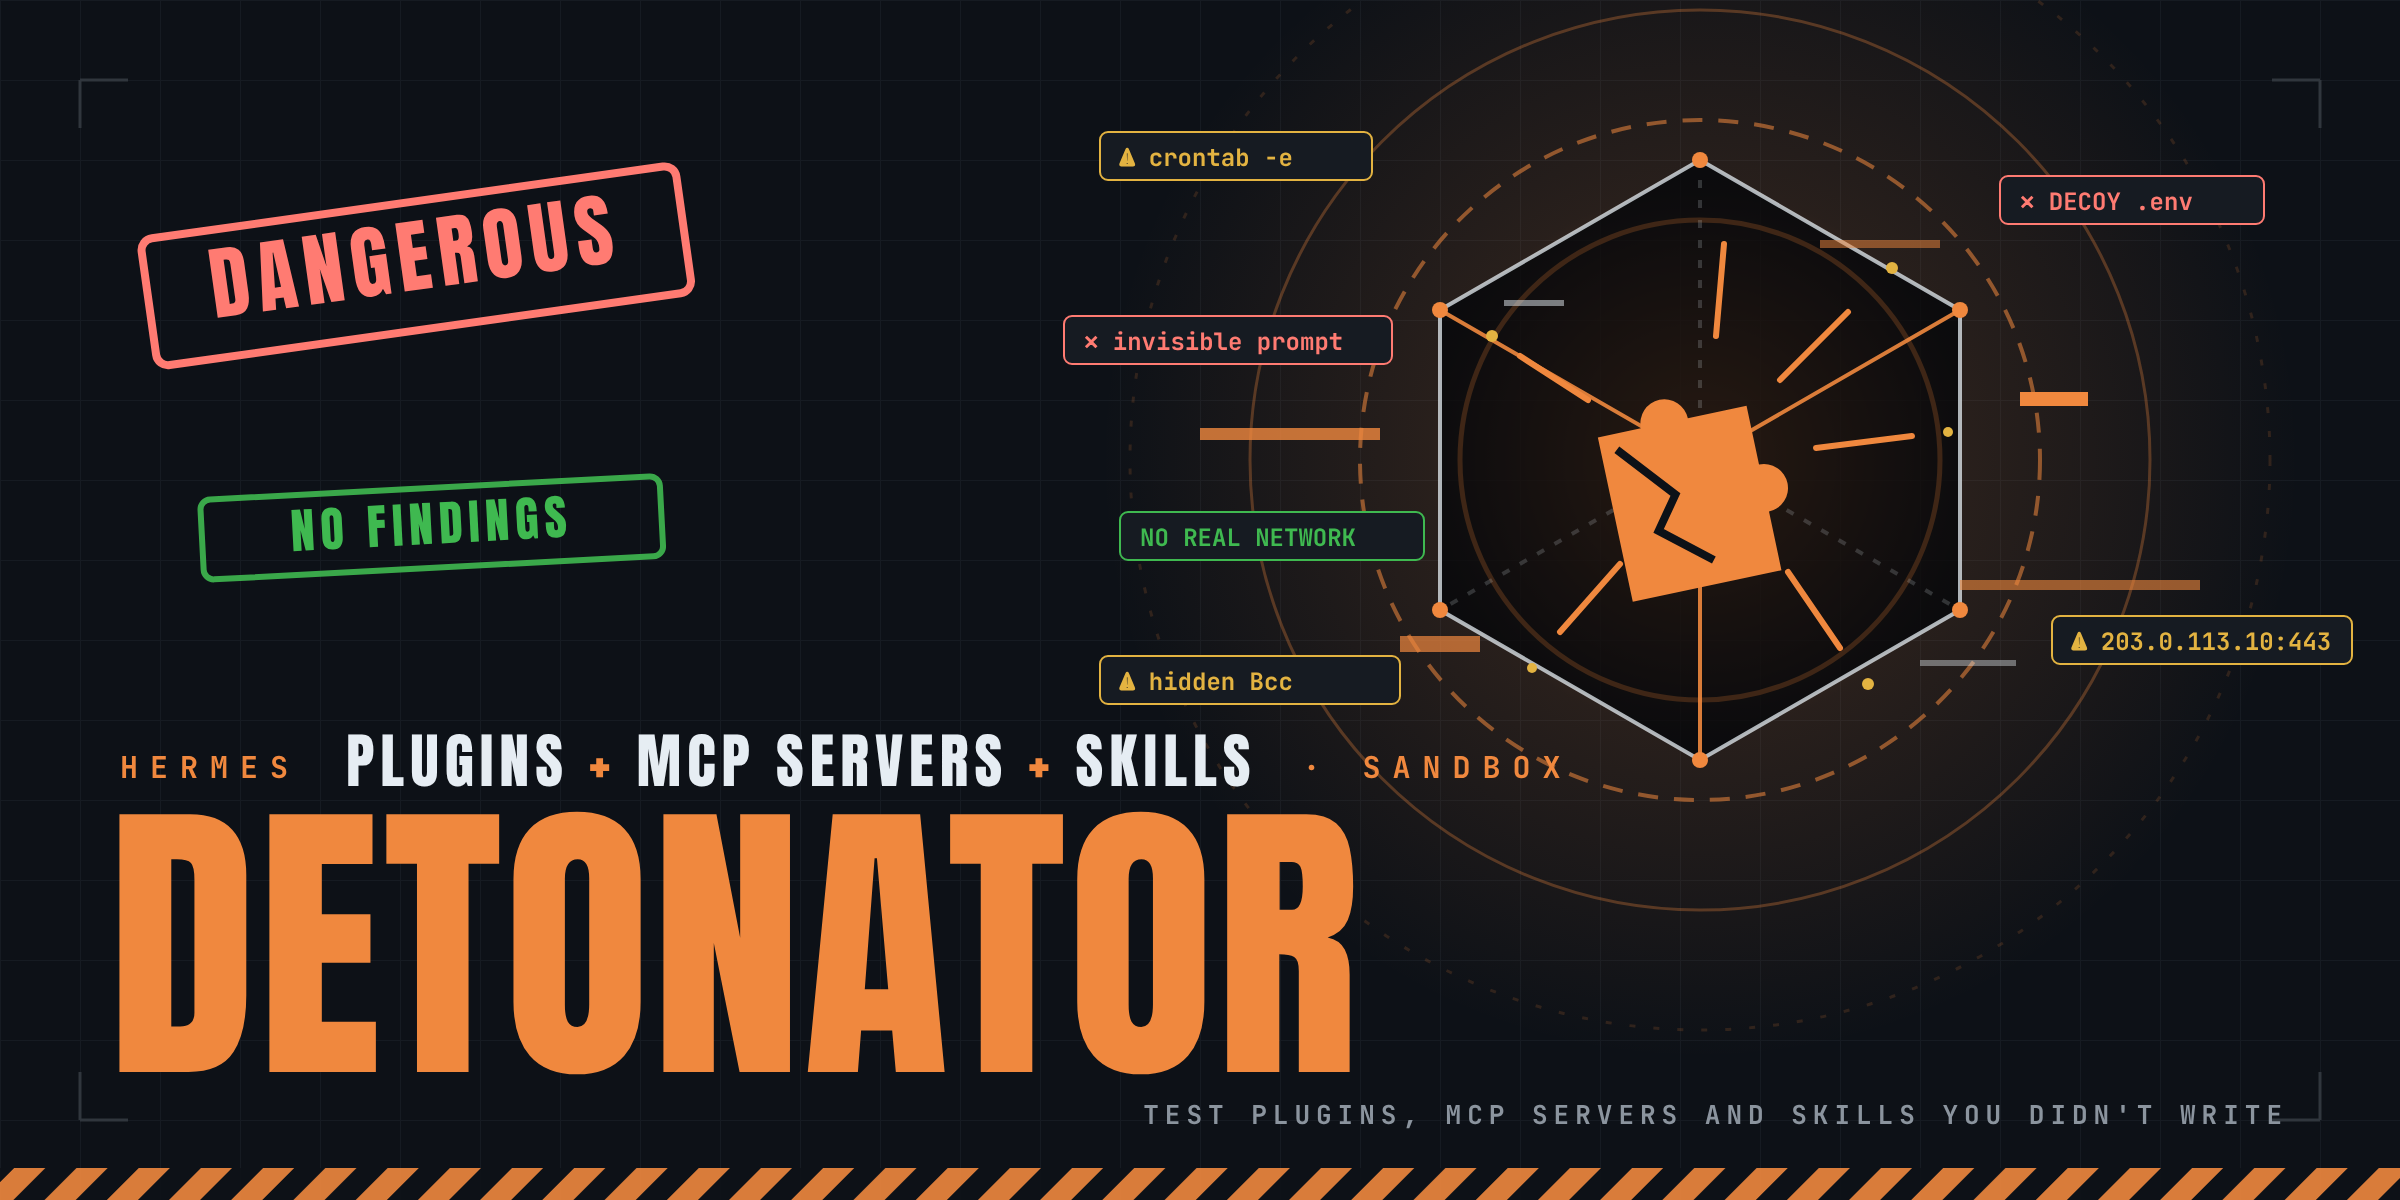 ⚠ crontab -e
DANGEROUS
× DECOY .env
× invisible prompt
NO FINDINGS
NO REAL NETWORK
⚠ 203.0.113.10:443
⚠ hidden Bcc
HERMES PLUGINS + MCP SERVERS + SKILLS · SANDBOX
DETONATOR
TEST PLUGINS, MCP SERVERS AND SKILLS YOU DIDN'T WRITE